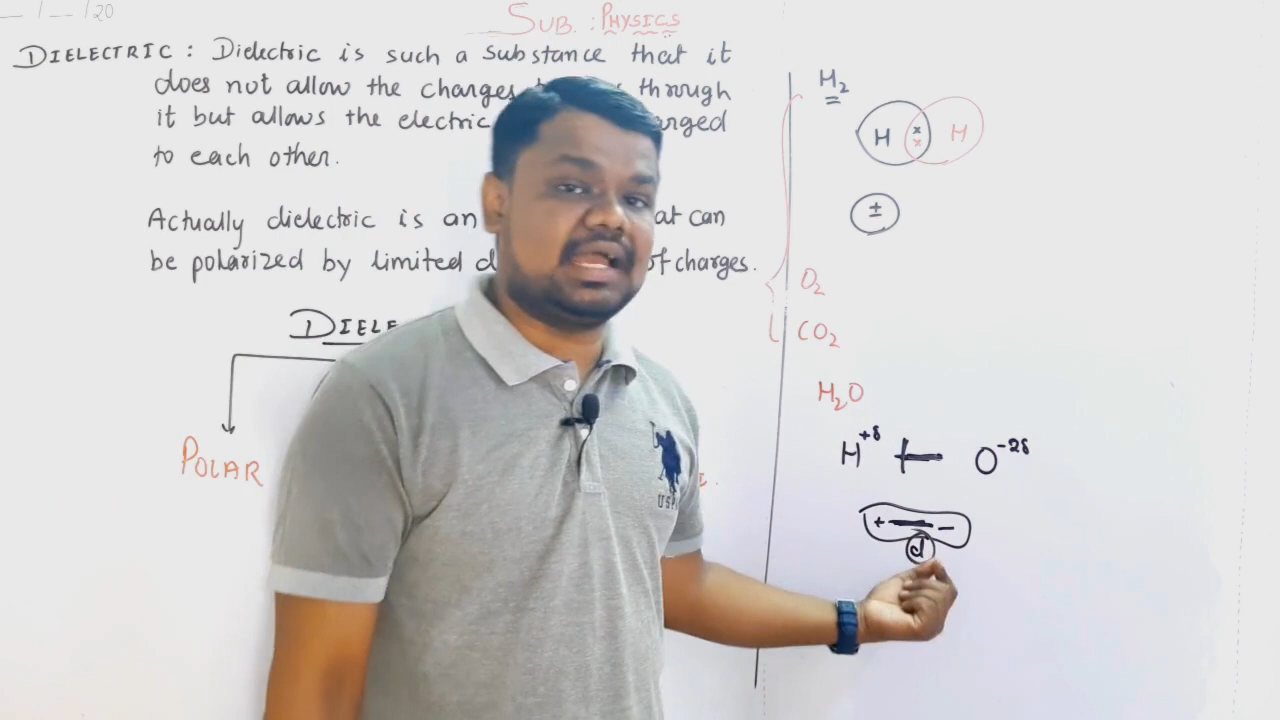 / /20
SUB. : PHYSICS
DIELECTRIC : Dielectric is such a substance that it
does not allow the charges through
it but allows the electric
to each other.
Actually dielectric is an can
be polarized by limited of charges.
POLAR
H₂
H H
±
O₂
CO₂
H₂O
H+δ O-2δ
+ -
d